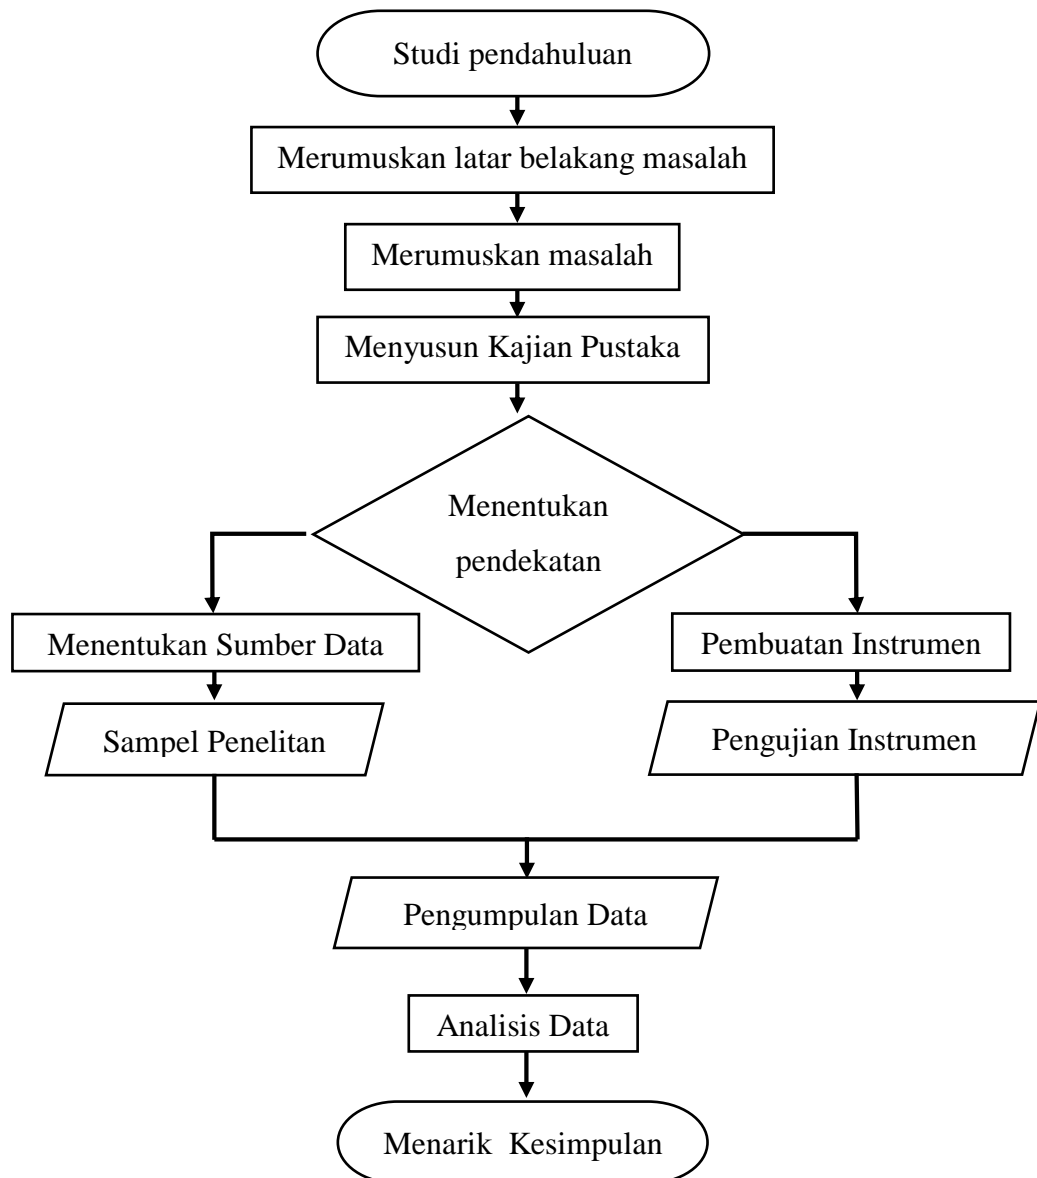 Studi pendahuluan
Merumuskan latar belakang masalah
Merumuskan masalah
Menyusun Kajian Pustaka
Menentukan
pendekatan
Menentukan Sumber Data
Pembuatan Instrumen
Sampel Penelitan
Pengujian Instrumen
Pengumpulan Data
Analisis Data
Menarik  Kesimpulan